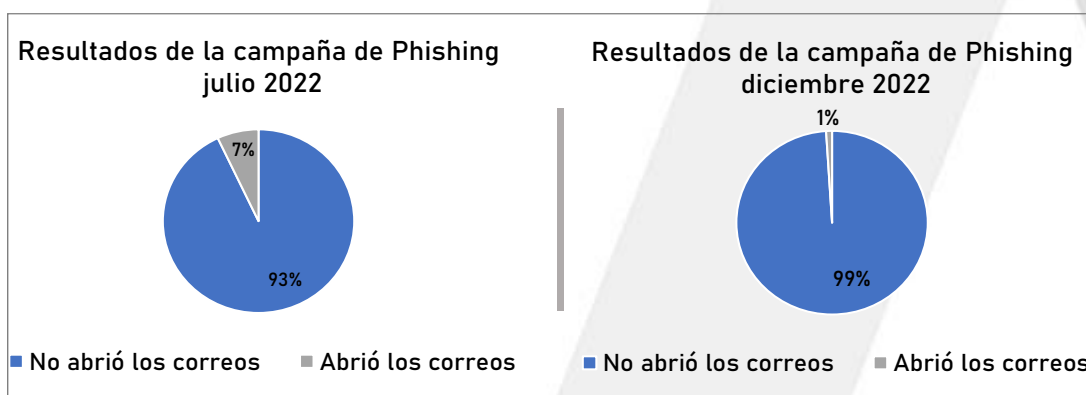 Resultados de la campaña de Phishing
julio 2022
7%
93%
No abrió los correos
Abrió los correos
Resultados de la campaña de Phishing
diciembre 2022
1%
99%
No abrió los correos
Abrió los correos